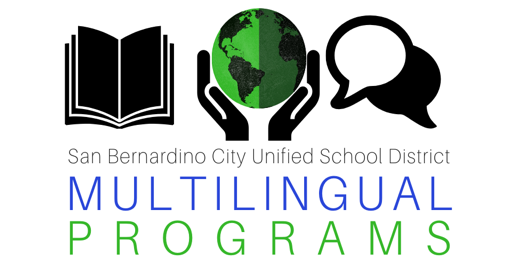 San Bernardino City Unified School District
MULTILINGUAL
PROGRAMS